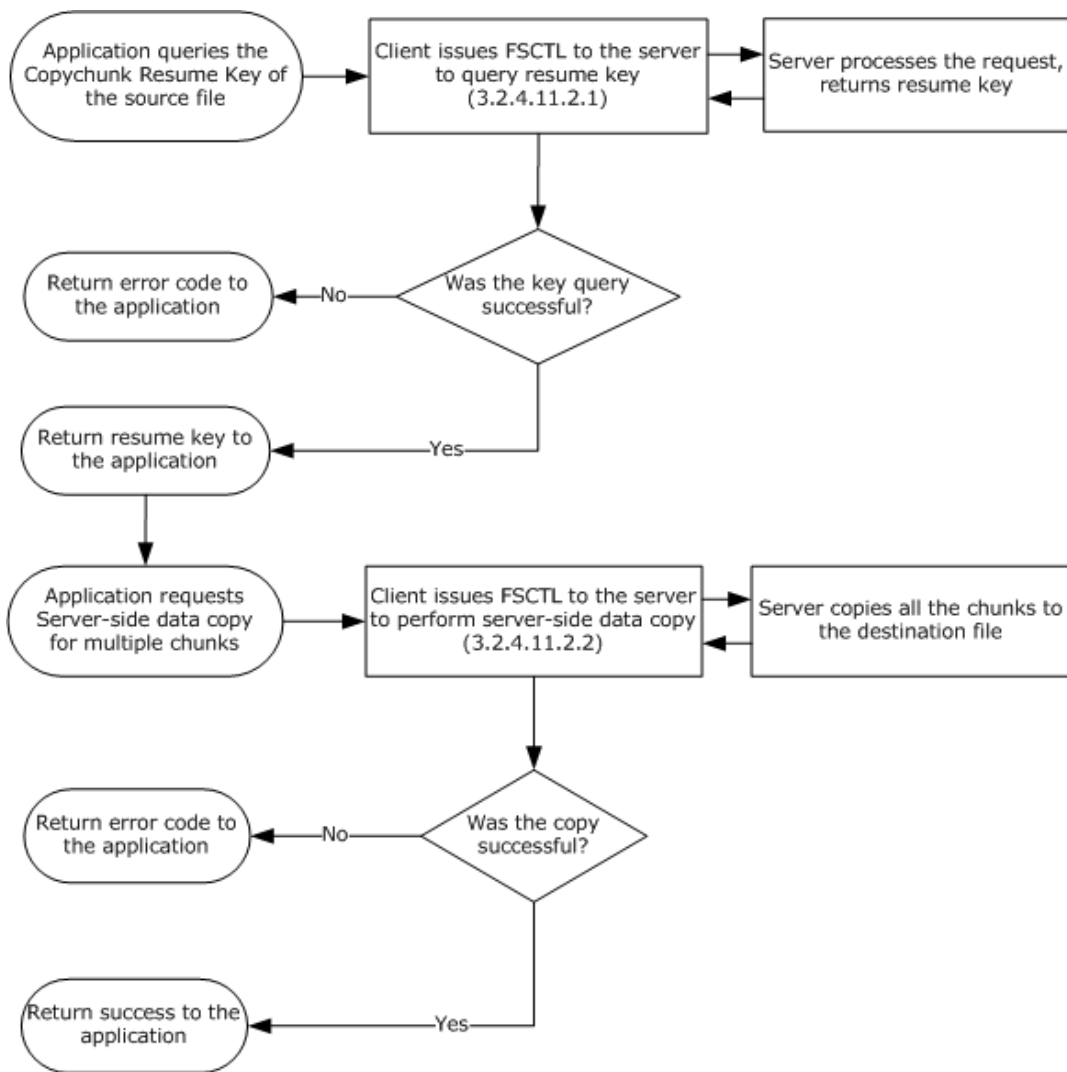 Application queries the
Copychunk Resume Key of
the source file
Client issues FSCTL to the server
to query resume key
(3.2.4.11.2.1)
Server processes the request,
returns resume key
Was the key query
successful?
No
Return error code to
the application
Yes
Return resume key to
the application
Application requests
Server-side data copy
for multiple chunks
Client issues FSCTL to the server
to perform server-side data copy
(3.2.4.11.2.2)
Server copies all the chunks to
the destination file
Was the copy
successful?
No
Return error code to
the application
Yes
Return success to the
application